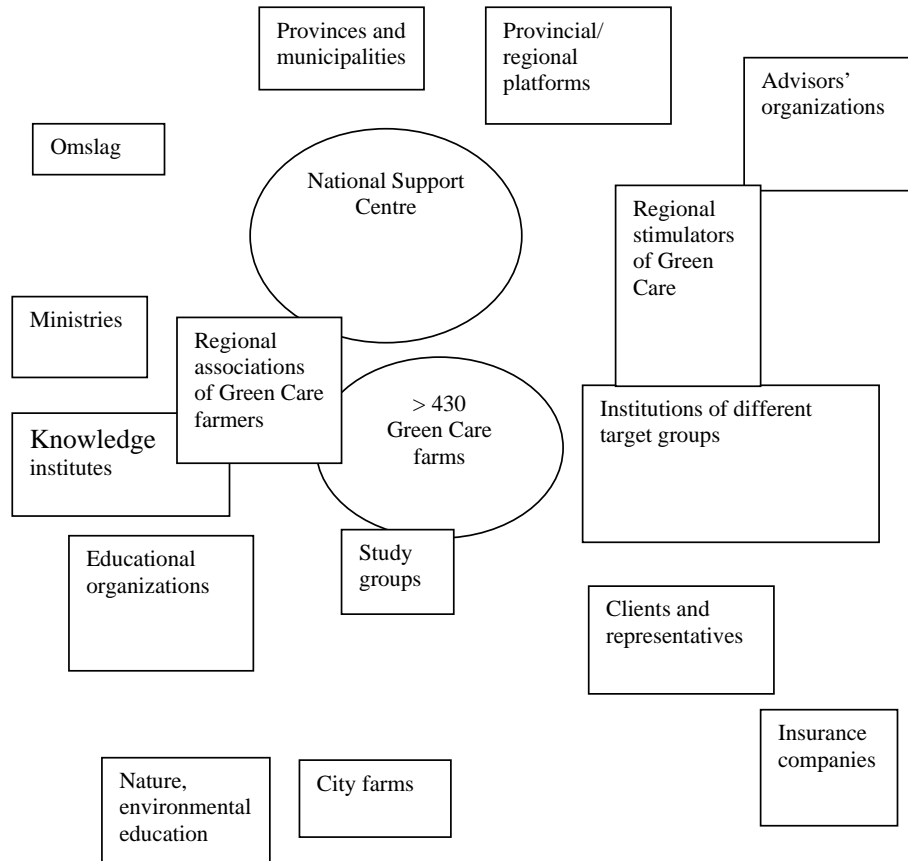 Provinces and
municipalities
Provincial/
regional
platforms
Advisors'
organizations
Omslag
National Support
Centre
Regional
stimulators
of Green
Care
Ministries
Regional
associations
of Green Care
farmers
> 430
Green Care
farms
Institutions of different
target groups
Knowledge
institutes
Educational
organizations
Study
groups
Clients and
representatives
Insurance
companies
Nature,
environmental
education
City farms